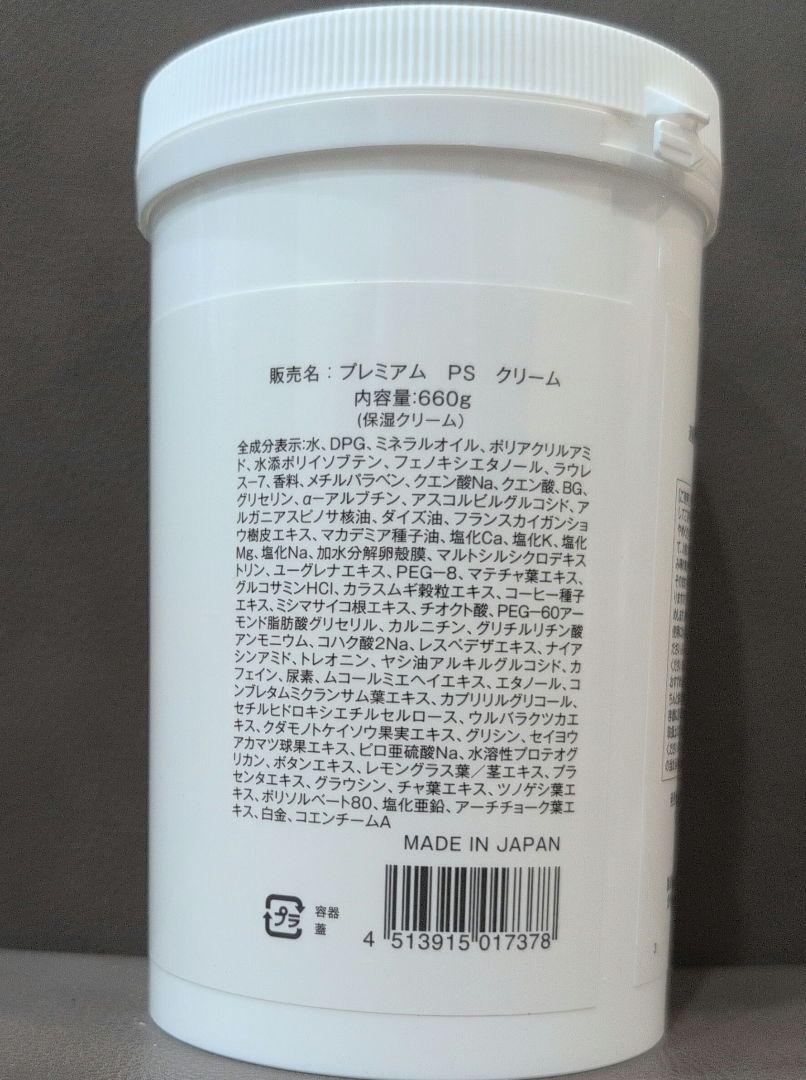 販売名：プレミアム　PS　クリーム
内容量:660g
(保湿クリーム)
全成分表示:水、DPG、ミネラルオイル、ポリアクリルアミ
ド、水添ポリイソブテン、フェノキシエタノール、ラウレ
スー7、香料、メチルパラベン、クエン酸Na、クエン酸、BG、
グリセリン、α－アルブチン、アスコルビルグルコシド、ア
ルガニアスピノサ核油、ダイズ油、フランスカイガンショ
ウ樹皮エキス、マカデミア種子油、塩化Ca、塩化K、塩化
Mg、塩化Na、加水分解卵殻膜、マルトシルシクロデキス
トリン、ユーグレナエキス、PEG－8、マテチャ葉エキス、
グルコサミンHCl、カラスムギ穀粒エキス、コーヒー種子
エキス、ミシマサイコ根エキス、チオクト酸、PEG-60アー
モンド脂肪酸グリセリル、カルニチン、グリチルリチン酸
アンモニウム、コハク酸2Na、レスペデザエキス、ナイア
シンアミド、トレオニン、ヤシ油アルキルグルコシド、カ
フェイン、尿素、ムコールミエヘイエキス、エタノール、コ
ンブレタムミクランサム葉エキス、カプリリルグリコール、
セチルヒドロキシエチルセルロース、ウルバラクツカエ
キス、クダモノトケイソウ果実エキス、グリシン、セイヨウ
アカマツ球果エキス、ピロ亜硫酸Na、水溶性プロテオグ
リカン、ボタンエキス、レモングラス葉／茎エキス、プラ
センタエキス、グラウシン、チャ葉エキス、ツノゲシ葉エ
キス、ポリソルベート80、塩化亜鉛、アーチチョーク葉エ
キス、白金、コエンチームA
MADE IN JAPAN
プラ
容器
蓋
4 513915 017378